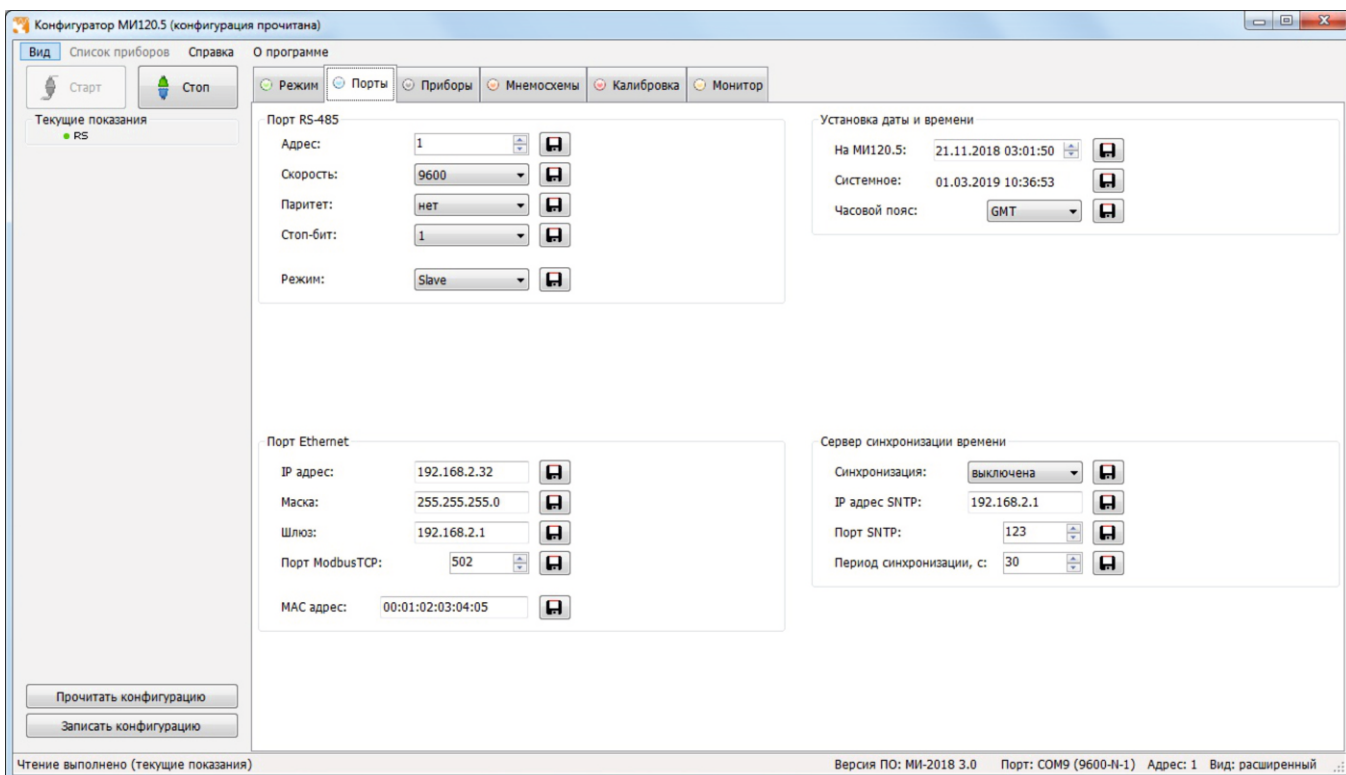 Конфигуратор МИ120.5 (конфигурация прочитана)
Вид Список приборов Справка О программе
Старт Стоп
Текущие показания
RS
Режим Порты Приборы Мнемосхемы Калибровка Монитор
Порт RS-485
Адрес: 1
Скорость: 9600
Паритет: нет
Стоп-бит: 1
Режим: Slave
Установка даты и времени
На МИ120.5: 21.11.2018 03:01:50
Системное: 01.03.2019 10:36:53
Часовой пояс: GMT
Порт Ethernet
IP адрес: 192.168.2.32
Маска: 255.255.255.0
Шлюз: 192.168.2.1
Порт ModbusTCP: 502
MAC адрес: 00:01:02:03:04:05
Сервер синхронизации времени
Синхронизация: выключена
IP адрес SNTP: 192.168.2.1
Порт SNTP: 123
Период синхронизации, с: 30
Прочитать конфигурацию
Записать конфигурацию
Чтение выполнено (текущие показания) Версия ПО: МИ-2018 3.0 Порт: COM9 (9600-N-1) Адрес: 1 Вид: расширенный